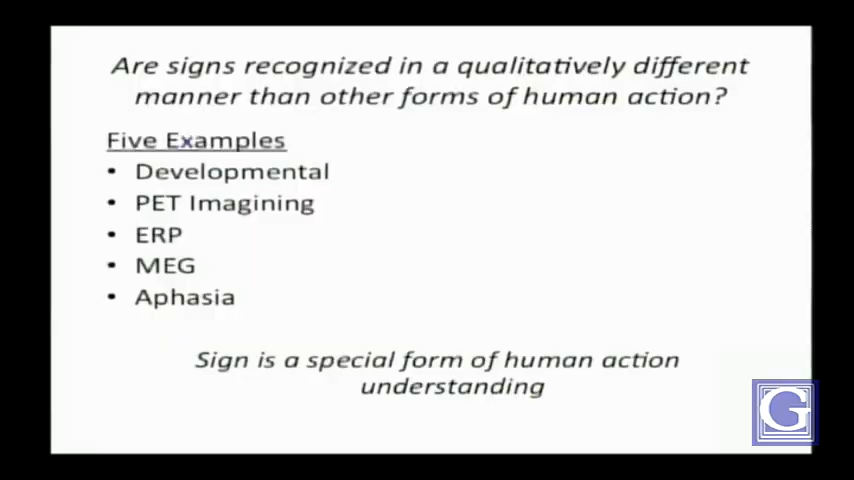 Are signs recognized in a qualitatively different
manner than other forms of human action?
Five Examples
• Developmental
• PET Imagining
• ERP
• MEG
• Aphasia
Sign is a special form of human action
understanding
G